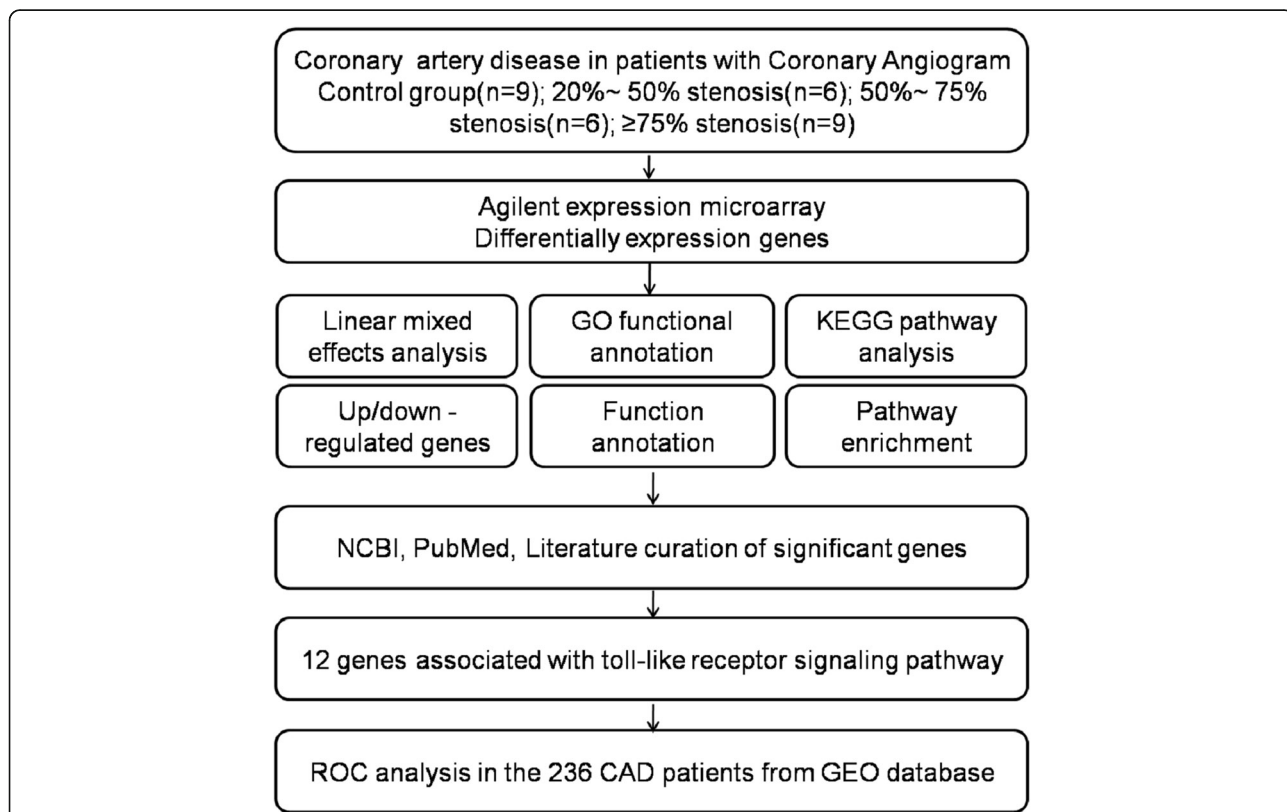 Coronary artery disease in patients with Coronary Angiogram
Control group(n=9); 20%~ 50% stenosis(n=6); 50%~ 75%
stenosis(n=6); ≥75% stenosis(n=9)
Agilent expression microarray
Differentially expression genes
Linear mixed
effects analysis
GO functional
annotation
KEGG pathway
analysis
Up/down -
regulated genes
Function
annotation
Pathway
enrichment
NCBI, PubMed, Literature curation of significant genes
12 genes associated with toll-like receptor signaling pathway
ROC analysis in the 236 CAD patients from GEO database